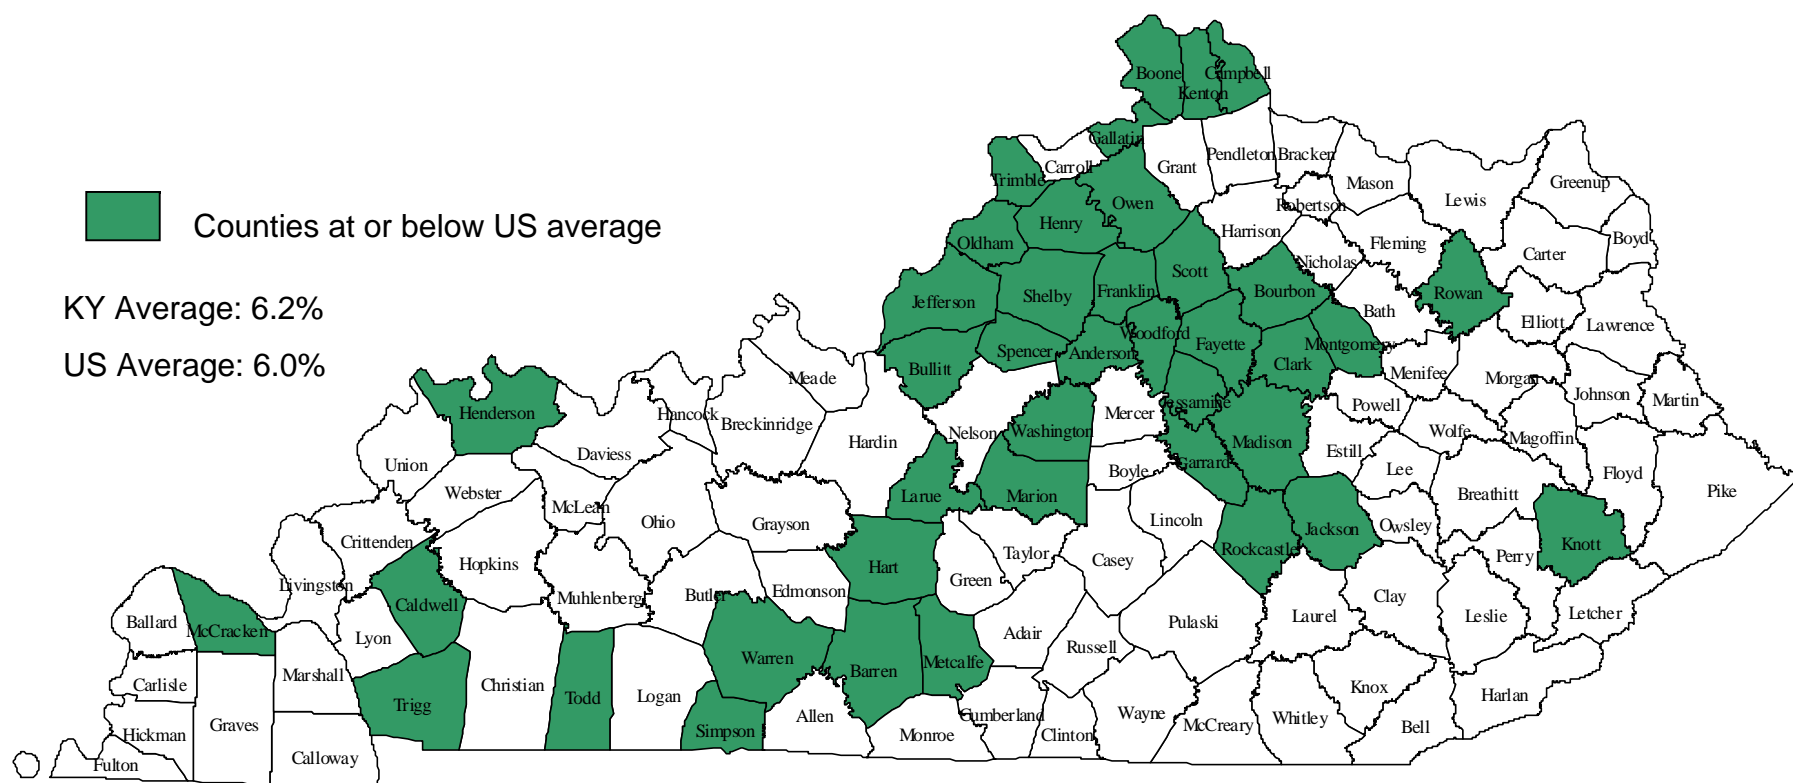 Boone
Campbell
Kenton
Gallatin
Carroll
Grant
Pendleton
Bracken
Mason
Lewis
Greenup
Trimble
Owen
Robertson
Henry
Harrison
Fleming
Boyd
Counties at or below US average
Oldham
Carter
Scott
Nicholas
Jefferson
Shelby
Franklin
Bourbon
Rowan
KY Average: 6.2%
Bath
Elliott
Lawrence
Woodford
Spencer
Anderson
Fayette
Montgomery
US Average: 6.0%
Bullitt
Clark
Menifee
Meade
Morgan
Johnson
Martin
Henderson
Hancock
Jessamine
Powell
Breckinridge
Mercer
Nelson
Washington
Hardin
Madison
Wolfe
Magoffin
Daviess
Estill
Union
Garrard
Lee
Floyd
Boyle
Webster
Larue
Marion
Breathitt
Pike
McLean
Ohio
Grayson
Lincoln
Owsley
Crittenden
Jackson
Rockcastle
Knott
Taylor
Perry
Hopkins
Hart
Casey
Livingston
Green
Muhlenberg
Butler
Edmonson
Clay
Caldwell
Ballard
McCracken
Lyon
Laurel
Leslie
Letcher
Pulaski
Adair
Russell
Warren
Barren
Metcalfe
Marshall
Carlisle
Christian
Knox
Harlan
Trigg
Todd
Logan
Graves
Allen
Cumberland
Wayne
McCreary
Whitley
Bell
Hickman
Simpson
Monroe
Clinton
Calloway
Fulton